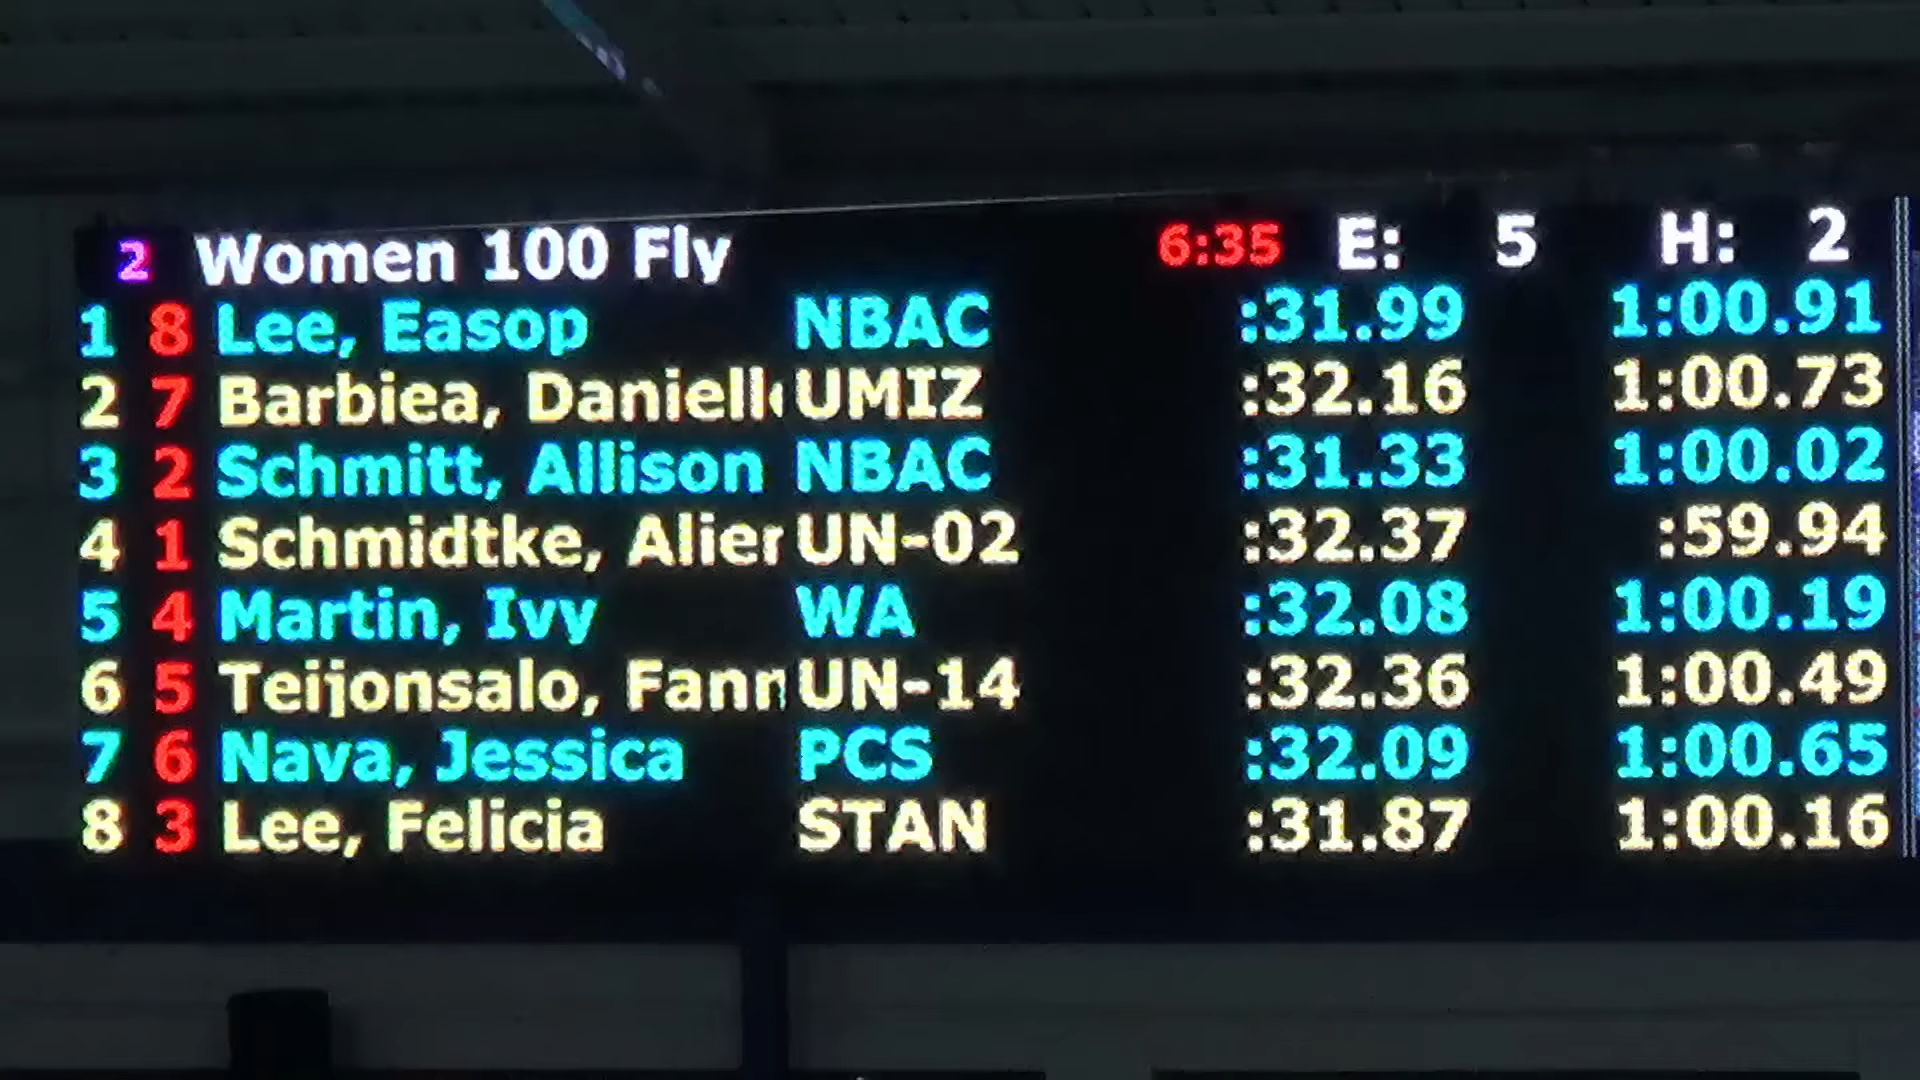 2 Women 100 Fly 6:35 E: 5 H: 2
1 8 Lee, Easop NBAC :31.99 1:00.91
2 7 Barbiea, Daniell UMIZ :32.16 1:00.73
3 2 Schmitt, Allison NBAC :31.33 1:00.02
4 1 Schmidtke, Alier UN-02 :32.37 :59.94
5 4 Martin, Ivy WA :32.08 1:00.19
6 5 Teijonsalo, Fann UN-14 :32.36 1:00.49
7 6 Nava, Jessica PCS :32.09 1:00.65
8 3 Lee, Felicia STAN :31.87 1:00.16